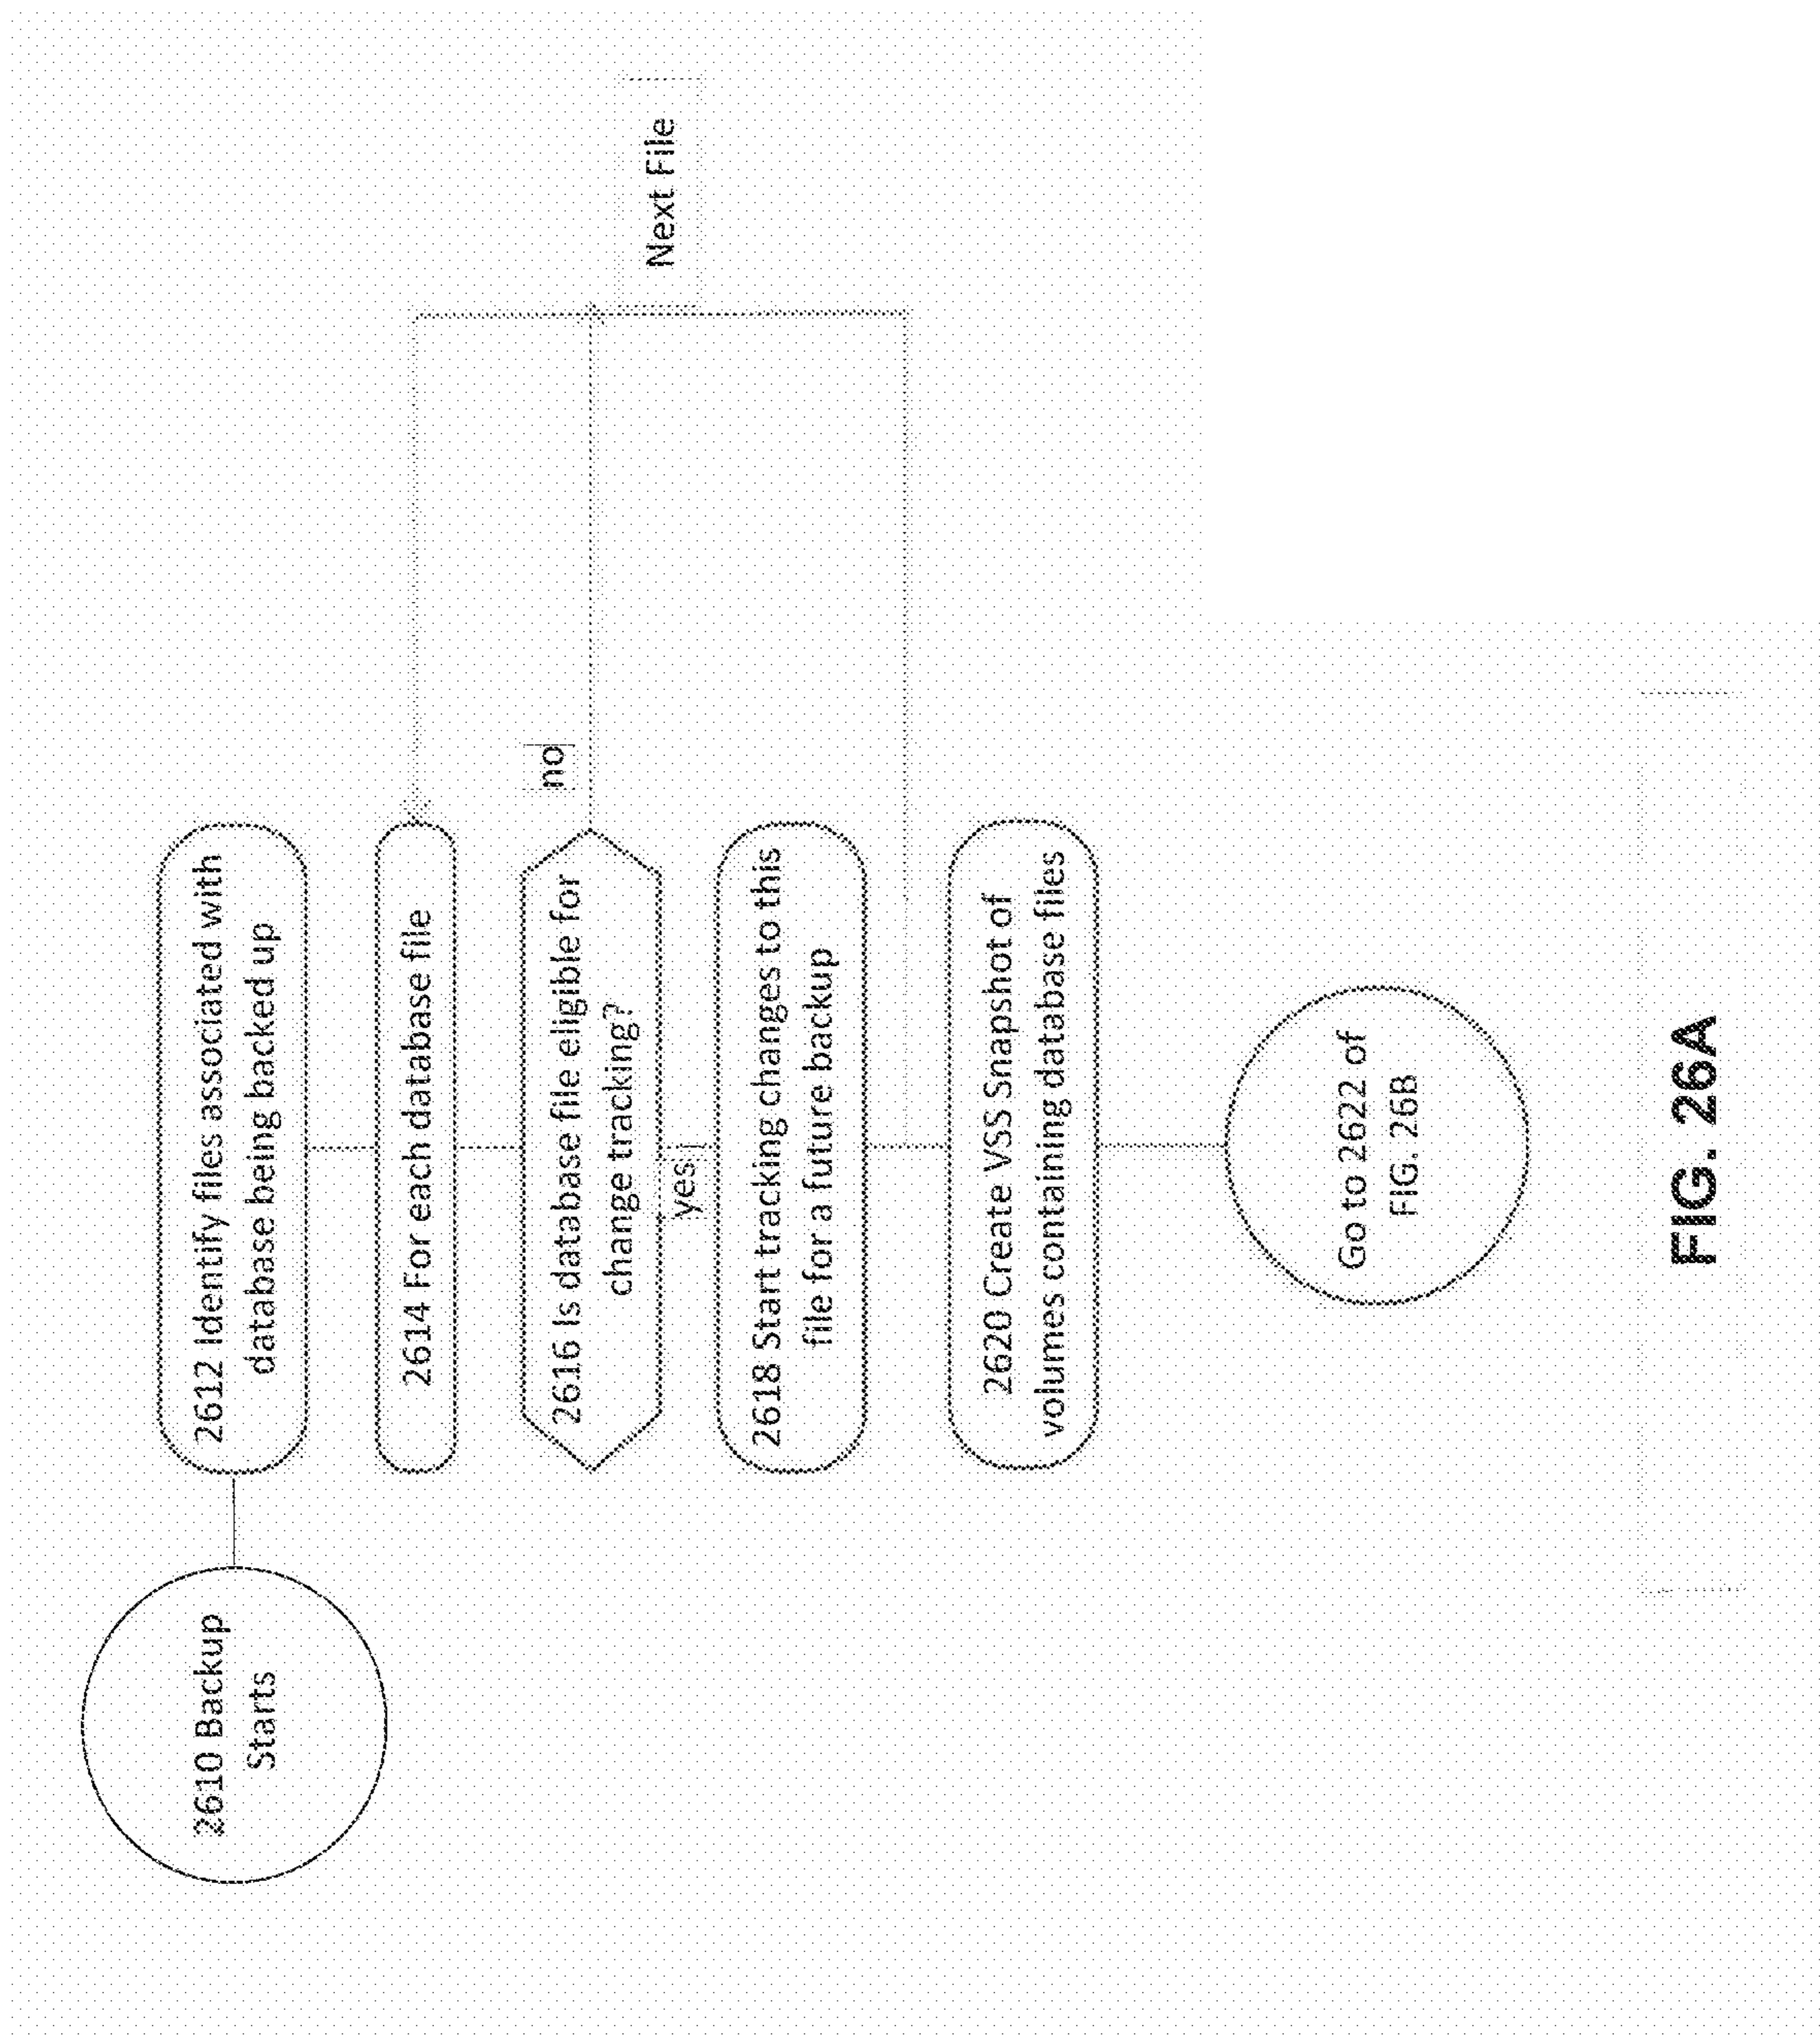 2610 Backup
Starts
2612 Identify files associated with
database being backed up
2614 For each database file
2616 Is database file eligible for
change tracking?
no
yes
Next File
2618 Start tracking changes to this
file for a future backup
2620 Create VSS Snapshot of
volumes containing database files
Go to 2622 of
FIG. 26B
FIG. 26A